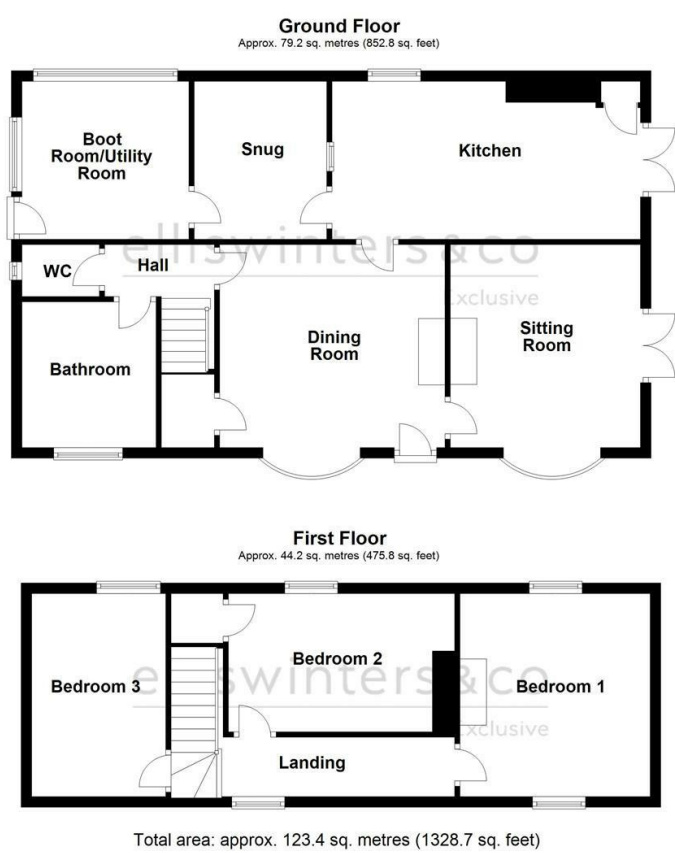 Ground Floor
Approx. 79.2 sq. metres (852.8 sq. feet)
Boot
Room/Utility
Room
Snug
Kitchen
elliswinters&co
exclusive
WC
Hall
Dining
Room
Sitting
Room
Bathroom
First Floor
Approx. 44.2 sq. metres (475.8 sq. feet)
Bedroom 3
Bedroom 2
Bedroom 1
elliswinters&co
exclusive
Landing
Total area: approx. 123.4 sq. metres (1328.7 sq. feet)